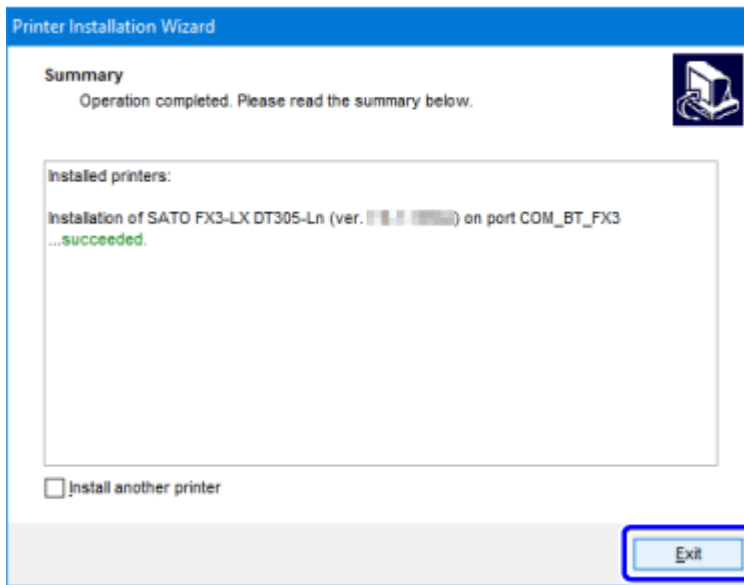 Printer Installation Wizard
Summary
Operation completed. Please read the summary below.
Installed printers:
Installation of SATO FX3-LX DT305-Ln (ver. ) on port COM_BT_FX3
...succeeded.
Install another printer
Exit